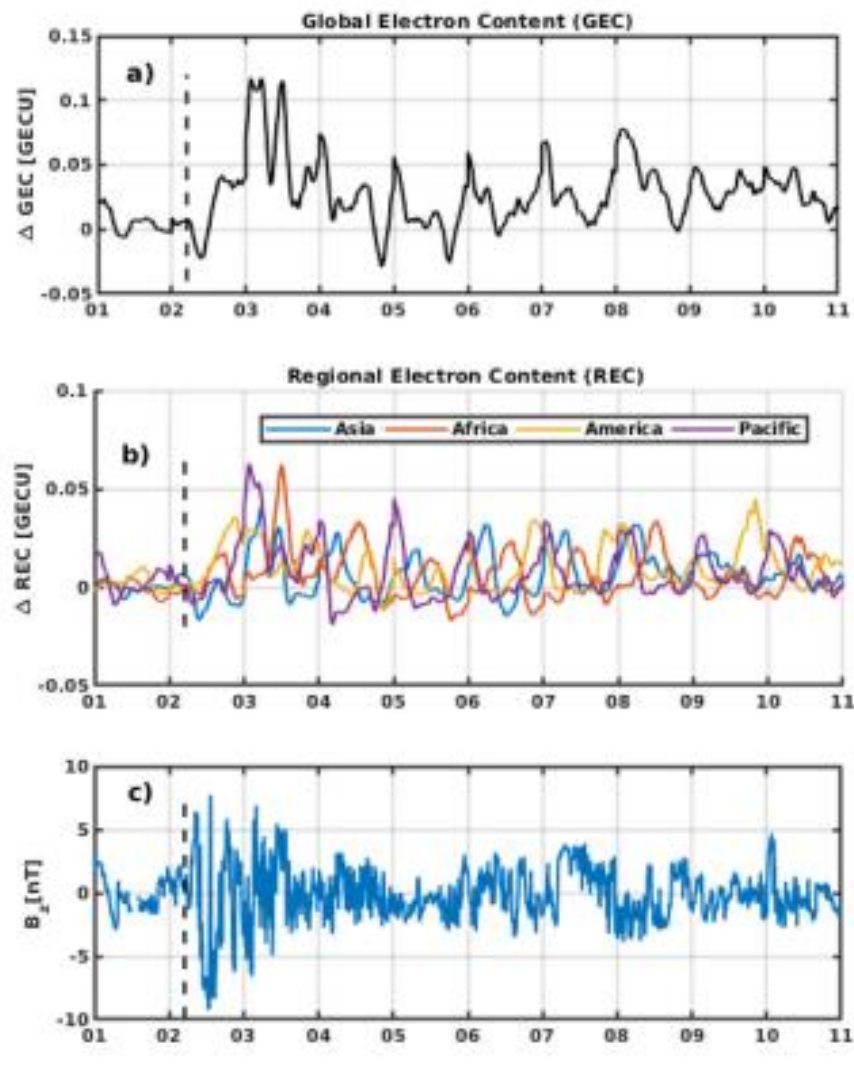 Global Electron Content (GEC)
a)
Δ GEC [GECU]
0.15
0.1
0.05
0
-0.05
01 02 03 04 05 06 07 08 09 10 11
Regional Electron Content (REC)
Asia Africa America Pacific
b)
Δ REC [GECU]
0.1
0.05
0
-0.05
01 02 03 04 05 06 07 08 09 10 11
c)
Bz[nT]
10
5
0
-5
-10
01 02 03 04 05 06 07 08 09 10 11